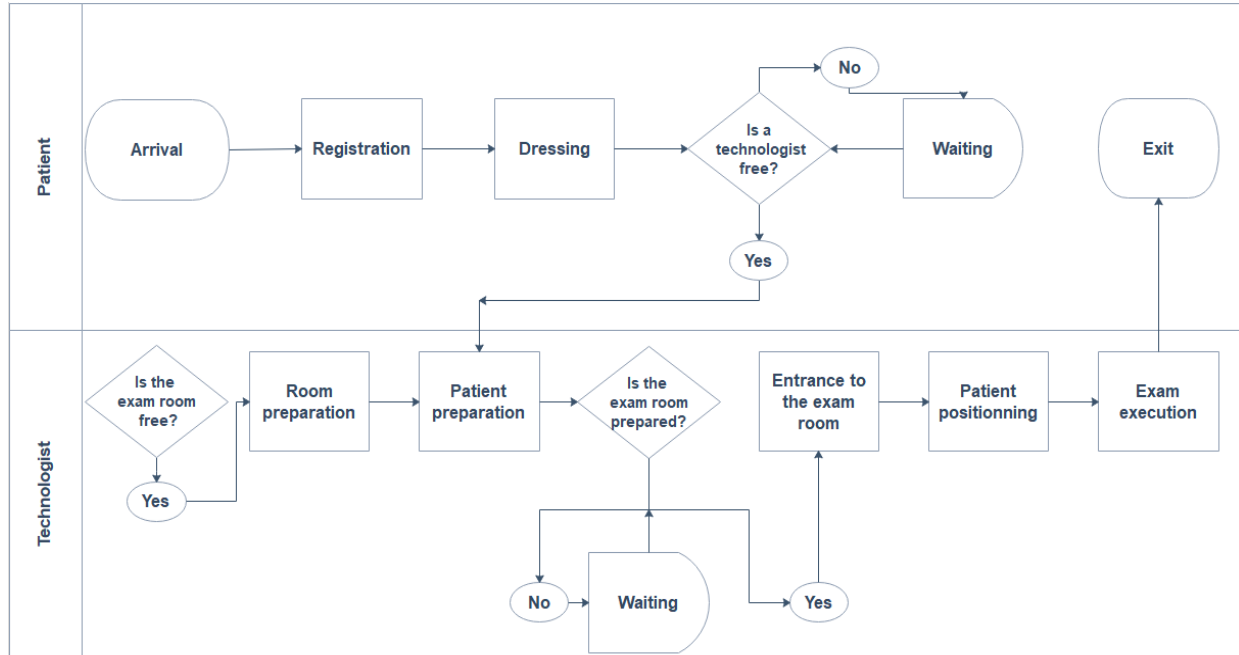 Patient
Arrival
Registration
Dressing
Is a
technologist
free?
No
Waiting
Exit
Yes
Technologist
Is the
exam room
free?
Yes
Room
preparation
Patient
preparation
Is the
exam room
prepared?
Entrance to
the exam
room
Patient
positionning
Exam
execution
No
Waiting
Yes